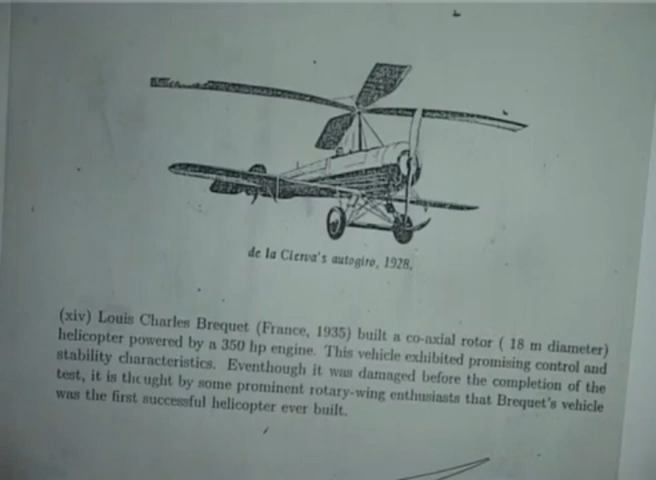 de la Cierva's autogiro, 1928.
(xiv) Louis Charles Brequet (France, 1935) built a co-axial rotor ( 18 m diameter)
helicopter powered by a 350 hp engine. This vehicle exhibited promising control and
stability characteristics. Eventhough it was damaged before the completion of the
test, it is thought by some prominent rotary-wing enthusiasts that Brequet's vehicle
was the first successful helicopter ever built.